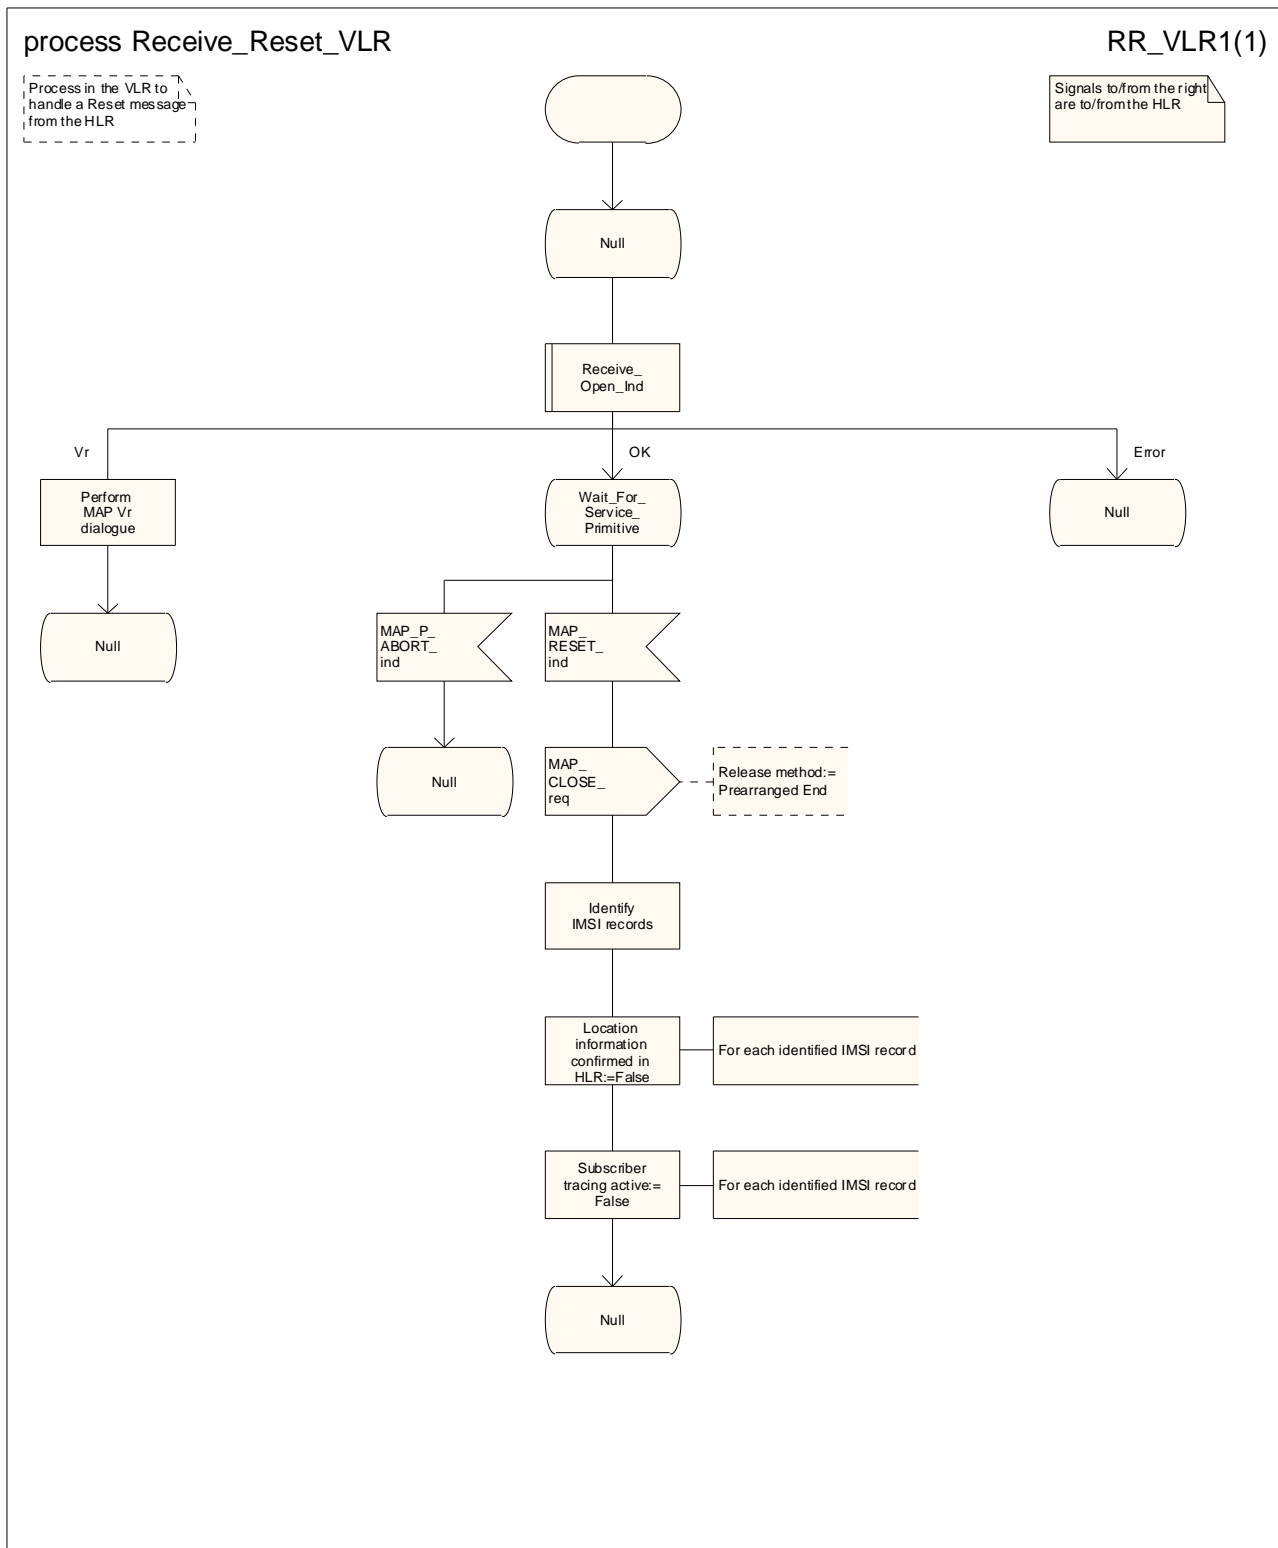 process Receive_Reset_VLR
RR_VLR1(1)
Process in the VLR to
handle a Reset message
from the HLR
Signals to/from the right
are to/from the HLR
Null
Receive_
Open_Ind
Vr
OK
Error
Perform
MAP Vr
dialogue
Wait_For_
Service_
Primitive
Null
Null
MAP_P_
ABORT_
ind
MAP_
RESET_
ind
Null
MAP_
CLOSE_
req
Release method:=
Prearranged End
Identify
IMSI records
Location
information
confirmed in
HLR:=False
For each identified IMSI record
Subscriber
tracing active:=
False
For each identified IMSI record
Null